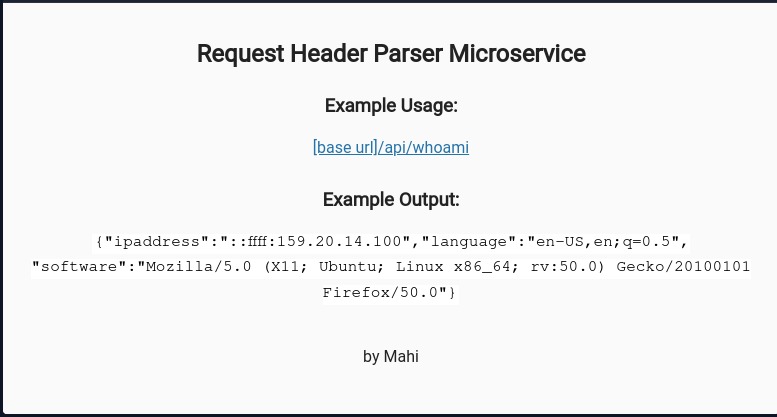 Request Header Parser Microservice
Example Usage:
[base url]/api/whoami
Example Output:
{"ipaddress":"::ffff:159.20.14.100","language":"en-US,en;q=0.5",
"software":"Mozilla/5.0 (X11; Ubuntu; Linux x86_64; rv:50.0) Gecko/20100101
Firefox/50.0"}
by Mahi